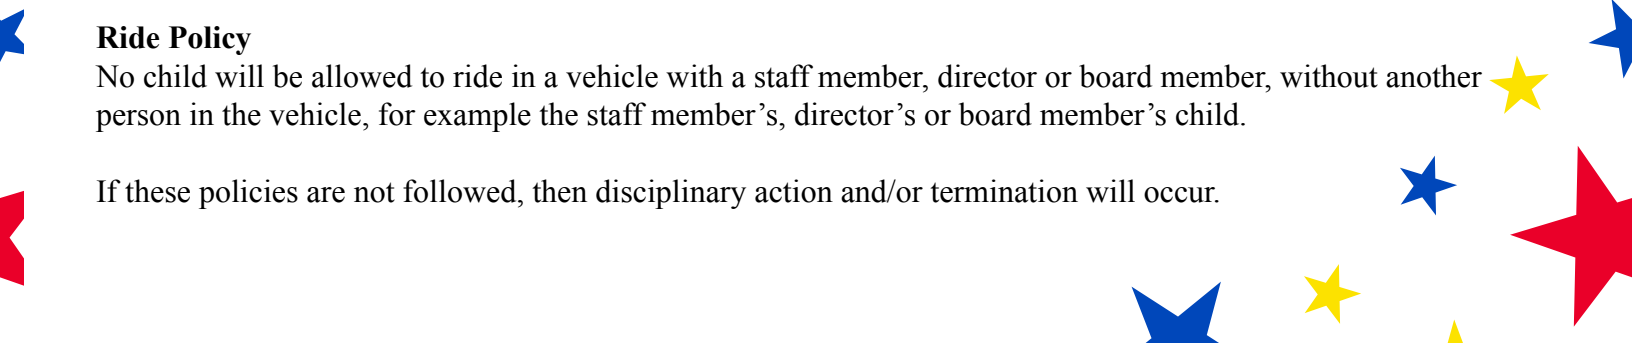 Ride Policy
No child will be allowed to ride in a vehicle with a staff member, director or board member, without another
person in the vehicle, for example the staff member’s, director’s or board member’s child.
If these policies are not followed, then disciplinary action and/or termination will occur.